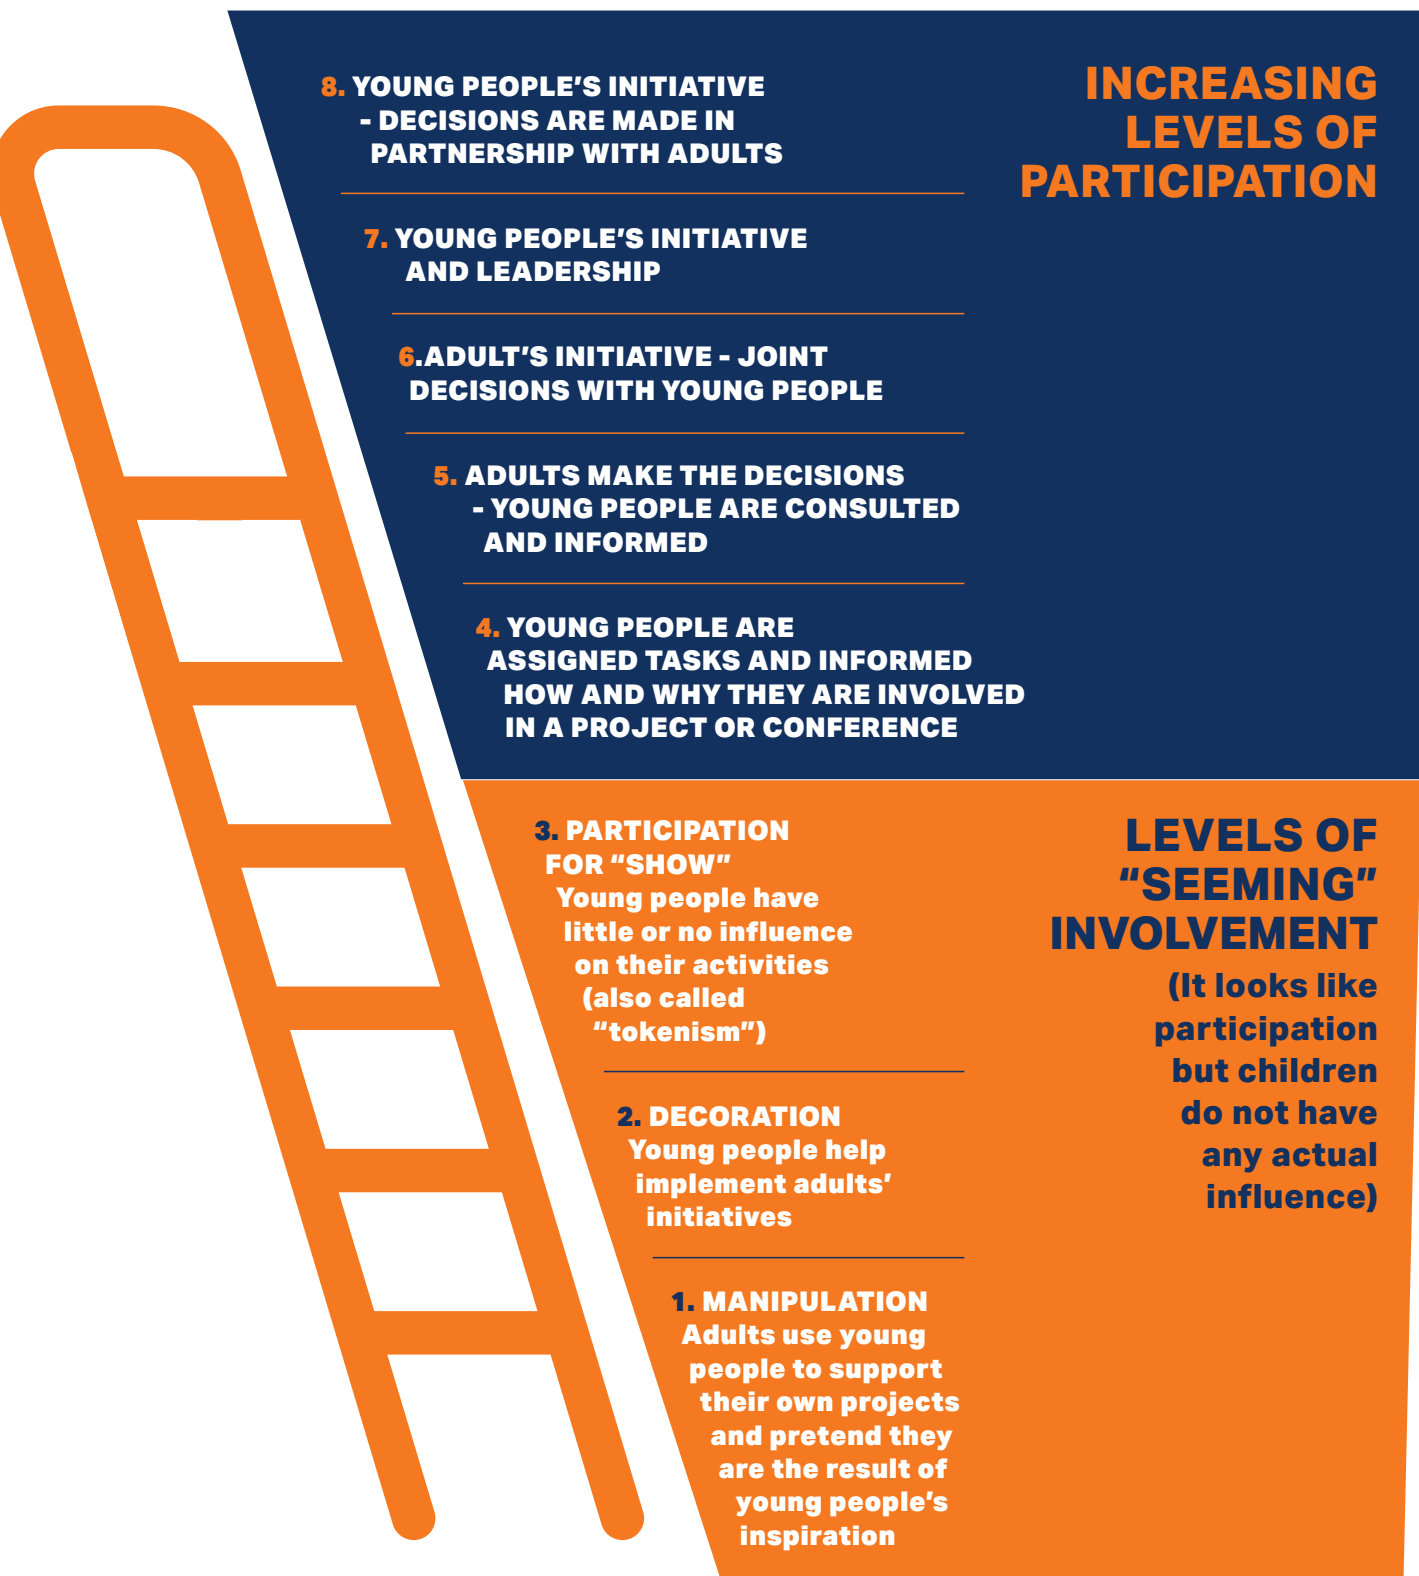 8. YOUNG PEOPLE'S INITIATIVE
- DECISIONS ARE MADE IN
PARTNERSHIP WITH ADULTS
INCREASING
LEVELS OF
PARTICIPATION
7. YOUNG PEOPLE'S INITIATIVE
AND LEADERSHIP
6.ADULT'S INITIATIVE - JOINT
DECISIONS WITH YOUNG PEOPLE
5. ADULTS MAKE THE DECISIONS
- YOUNG PEOPLE ARE CONSULTED
AND INFORMED
4. YOUNG PEOPLE ARE
ASSIGNED TASKS AND INFORMED
HOW AND WHY THEY ARE INVOLVED
IN A PROJECT OR CONFERENCE
3. PARTICIPATION
FOR "SHOW"
Young people have
little or no influence
on their activities
(also called
"tokenism")
LEVELS OF
"SEEMING"
INVOLVEMENT
(It looks like
participation
but children
do not have
any actual
influence)
2. DECORATION
Young people help
implement adults'
initiatives
1. MANIPULATION
Adults use young
people to support
their own projects
and pretend they
are the result of
young people's
inspiration